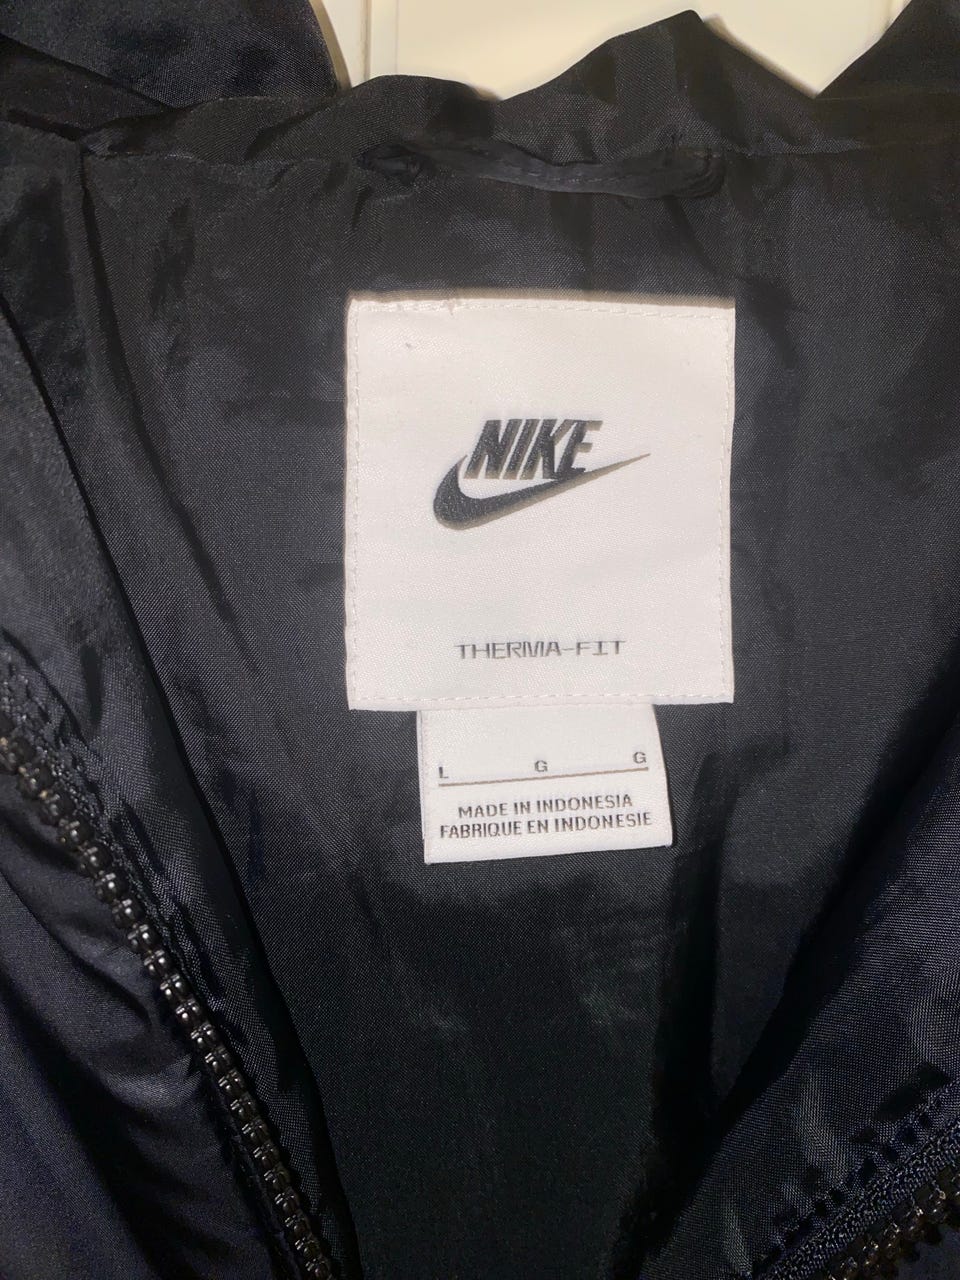 NIKE
THERMA-FIT
L G G
MADE IN INDONESIA
FABRIQUE EN INDONESIE